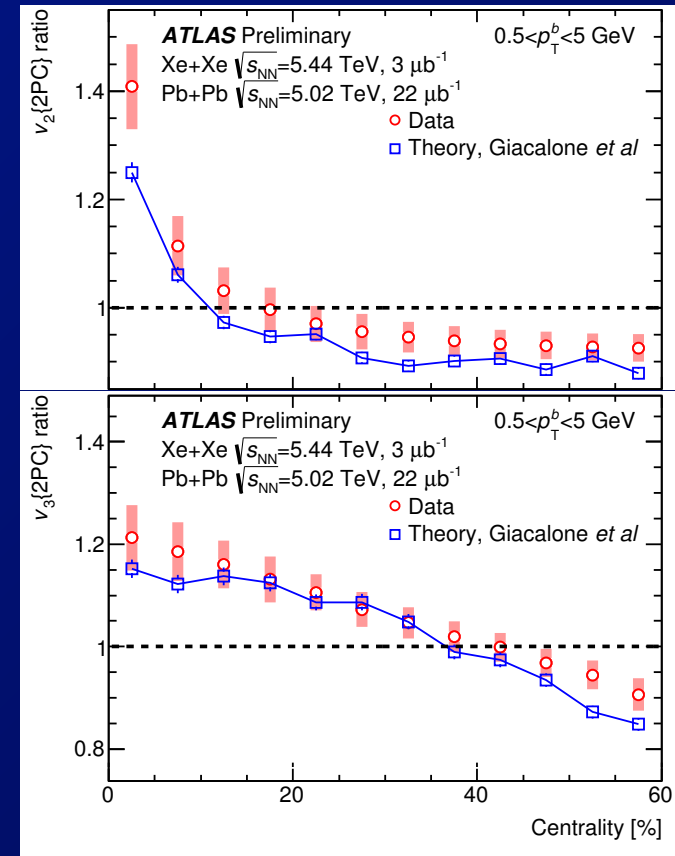 v₂{2PC} ratio
ATLAS Preliminary
0.5<p_T^b<5 GeV
Xe+Xe √s_NN=5.44 TeV, 3 μb⁻¹
Pb+Pb √s_NN=5.02 TeV, 22 μb⁻¹
Data
Theory, Giacalone et al
1.4
1.2
1
v₃{2PC} ratio
ATLAS Preliminary
0.5<p_T^b<5 GeV
Xe+Xe √s_NN=5.44 TeV, 3 μb⁻¹
Pb+Pb √s_NN=5.02 TeV, 22 μb⁻¹
Data
Theory, Giacalone et al
1.4
1.2
1
0.8
0 20 40 60
Centrality [%]